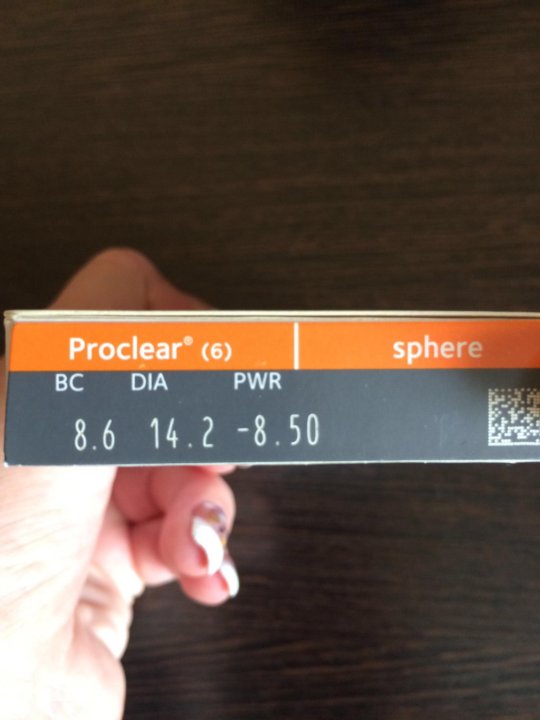 Proclear® (6) sphere
BC DIA PWR
8.6 14.2 -8.50